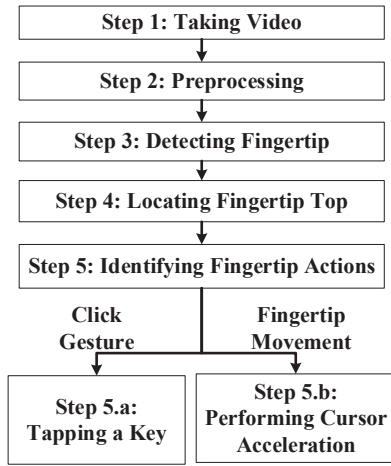 Step 1: Taking Video
Step 2: Preprocessing
Step 3: Detecting Fingertip
Step 4: Locating Fingertip Top
Step 5: Identifying Fingertip Actions
Click
Gesture
Fingertip
Movement
Step 5.a:
Tapping a Key
Step 5.b:
Performing Cursor
Acceleration